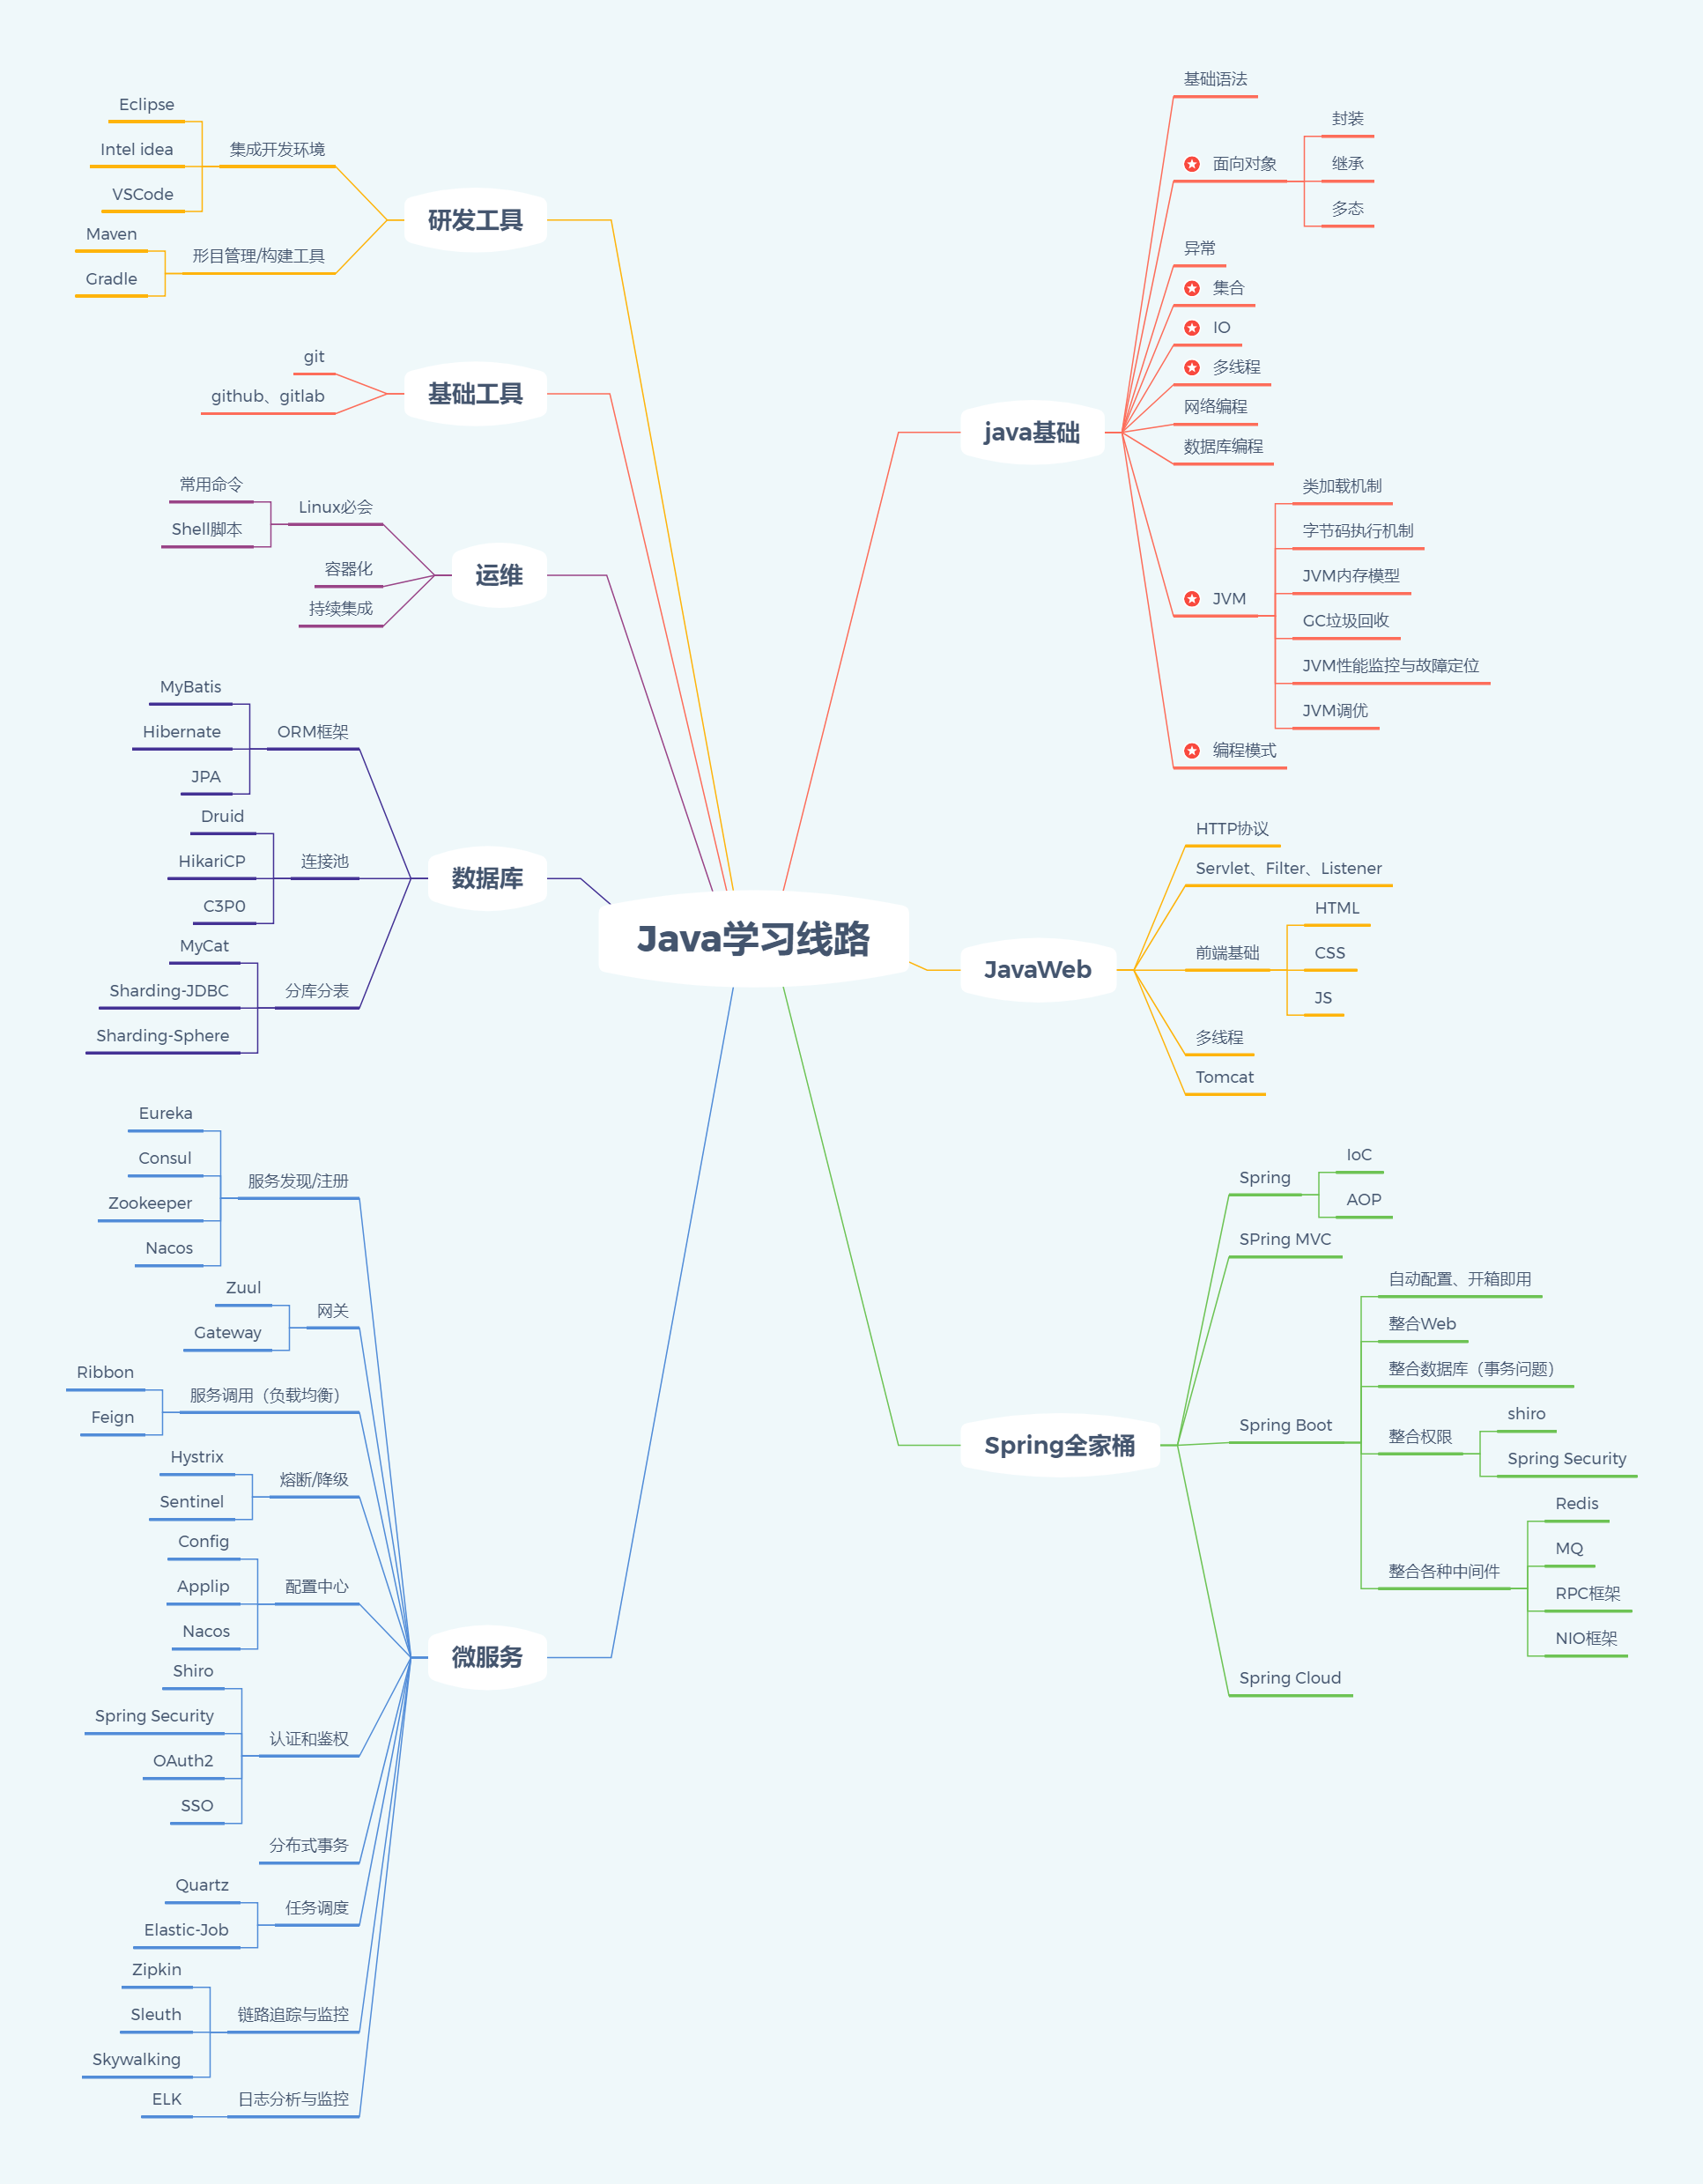 Java学习线路
java基础
基础语法
面向对象
封装
继承
多态
异常
集合
IO
多线程
网络编程
数据库编程
JVM
类加载机制
字节码执行机制
JVM内存模型
GC垃圾回收
JVM性能监控与故障定位
JVM调优
编程模式
JavaWeb
HTTP协议
Servlet、Filter、Listener
前端基础
HTML
CSS
JS
多线程
Tomcat
Spring全家桶
Spring
IoC
AOP
SPring MVC
Spring Boot
自动配置、开箱即用
整合Web
整合数据库（事务问题）
整合权限
shiro
Spring Security
整合各种中间件
Redis
MQ
RPC框架
NIO框架
Spring Cloud
研发工具
集成开发环境
Eclipse
Intel idea
VSCode
形目管理/构建工具
Maven
Gradle
基础工具
git
github、gitlab
运维
Linux必会
常用命令
Shell脚本
容器化
持续集成
数据库
ORM框架
MyBatis
Hibernate
JPA
连接池
Druid
HikariCP
C3P0
分库分表
MyCat
Sharding-JDBC
Sharding-Sphere
微服务
服务发现/注册
Eureka
Consul
Zookeeper
Nacos
网关
Zuul
Gateway
服务调用（负载均衡）
Ribbon
Feign
熔断/降级
Hystrix
Sentinel
配置中心
Config
Applip
Nacos
认证和鉴权
Shiro
Spring Security
OAuth2
SSO
分布式事务
任务调度
Quartz
Elastic-Job
链路追踪与监控
Zipkin
Sleuth
Skywalking
日志分析与监控
ELK